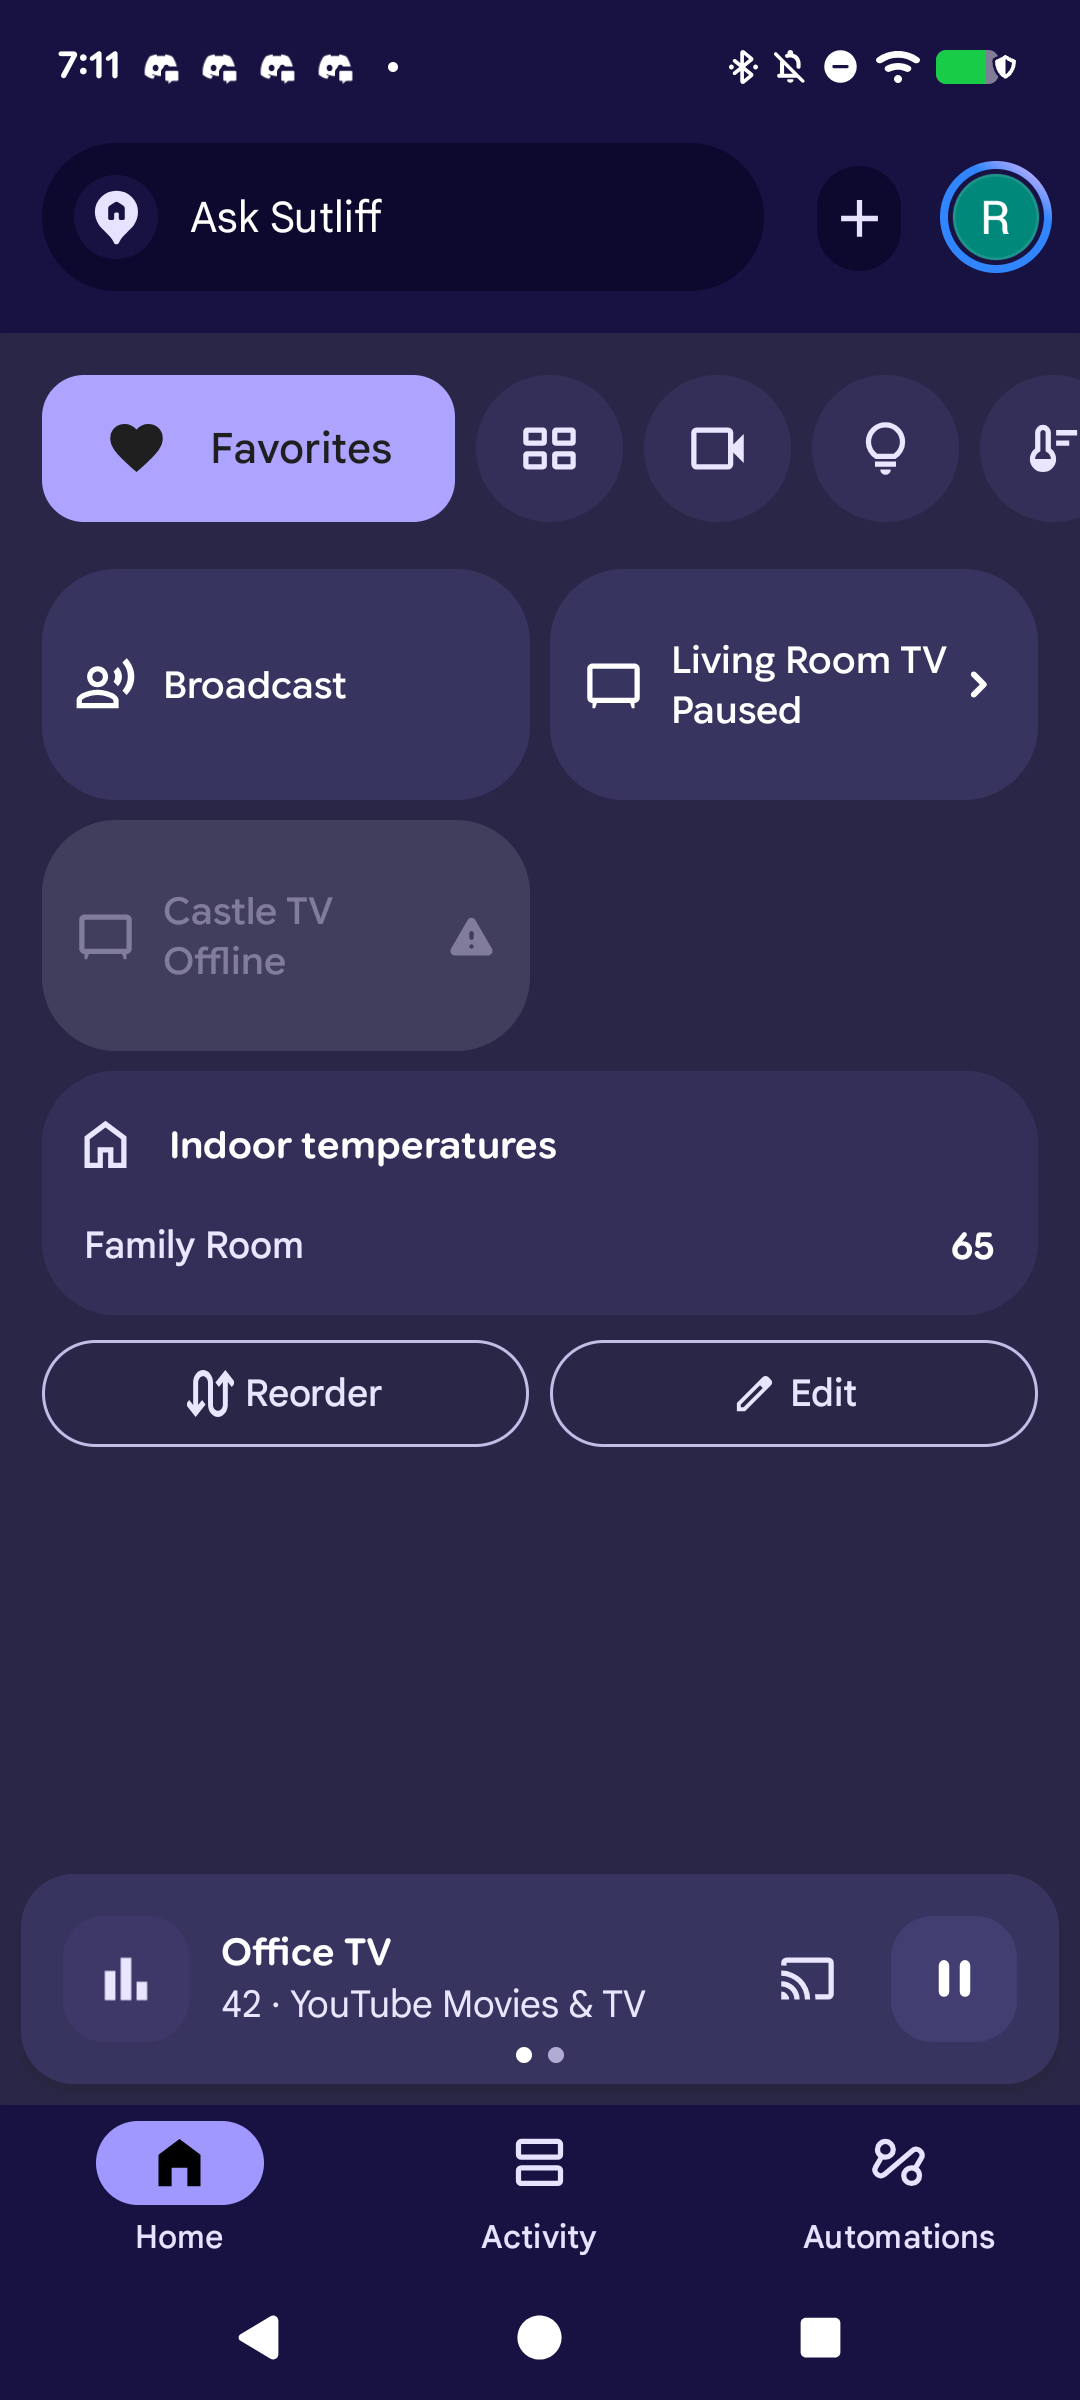 7:11
Ask Sutliff
R
Favorites
Broadcast
Living Room TV
Paused
Castle TV
Offline
Indoor temperatures
Family Room
65
Reorder
Edit
Office TV
42 · YouTube Movies & TV
Home
Activity
Automations